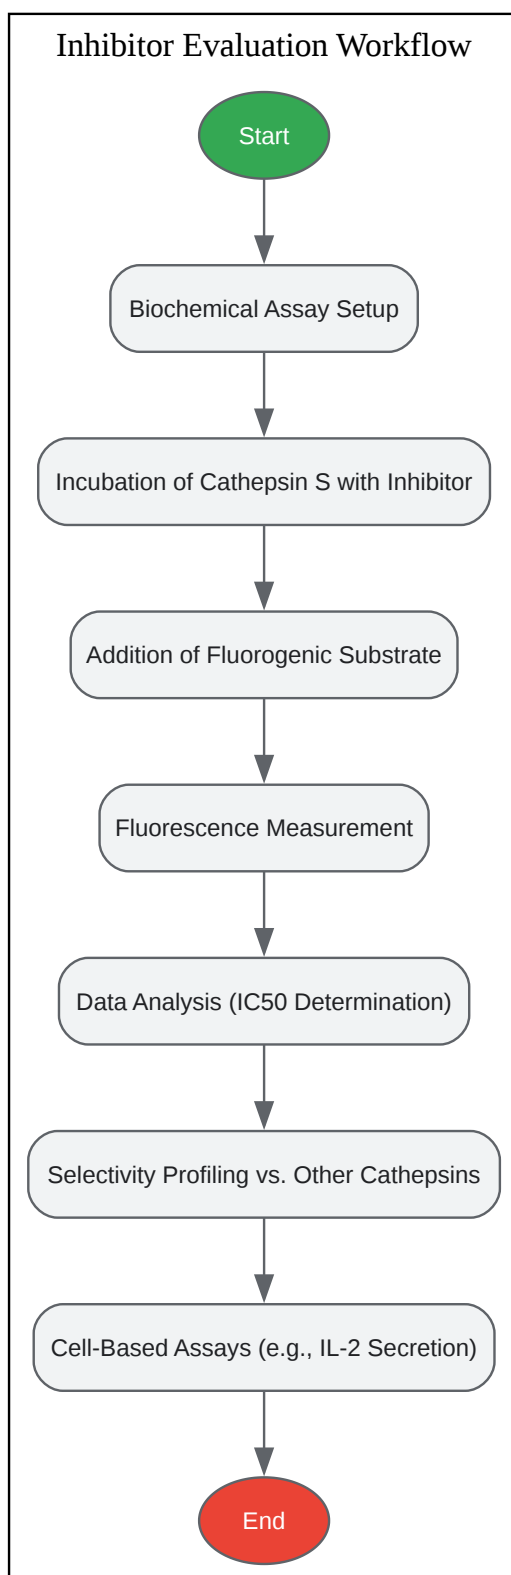 Inhibitor Evaluation Workflow
Start
Biochemical Assay Setup
Incubation of Cathepsin S with Inhibitor
Addition of Fluorogenic Substrate
Fluorescence Measurement
Data Analysis (IC50 Determination)
Selectivity Profiling vs. Other Cathepsins
Cell-Based Assays (e.g., IL-2 Secretion)
End